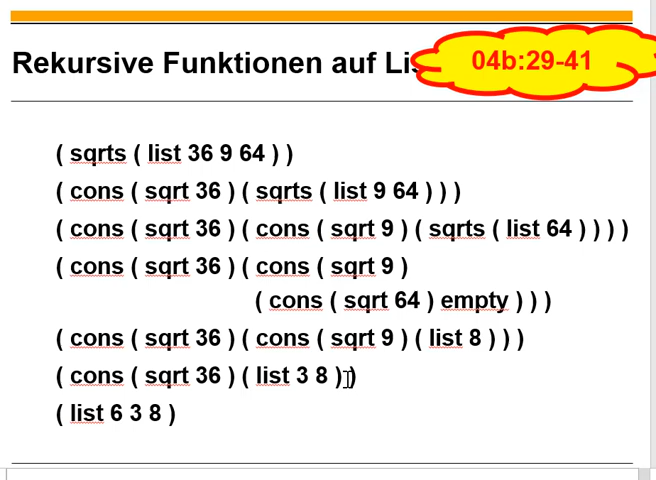 Rekursive Funktionen auf Lis
04b:29-41
( sqrts ( list 36 9 64 ) )
( cons ( sqrt 36 ) ( sqrts ( list 9 64 ) ) )
( cons ( sqrt 36 ) ( cons ( sqrt 9 ) ( sqrts ( list 64 ) ) ) )
( cons ( sqrt 36 ) ( cons ( sqrt 9 )
( cons ( sqrt 64 ) empty ) ) )
( cons ( sqrt 36 ) ( cons ( sqrt 9 ) ( list 8 ) ) )
( cons ( sqrt 36 ) ( list 3 8 ) )
( list 6 3 8 )